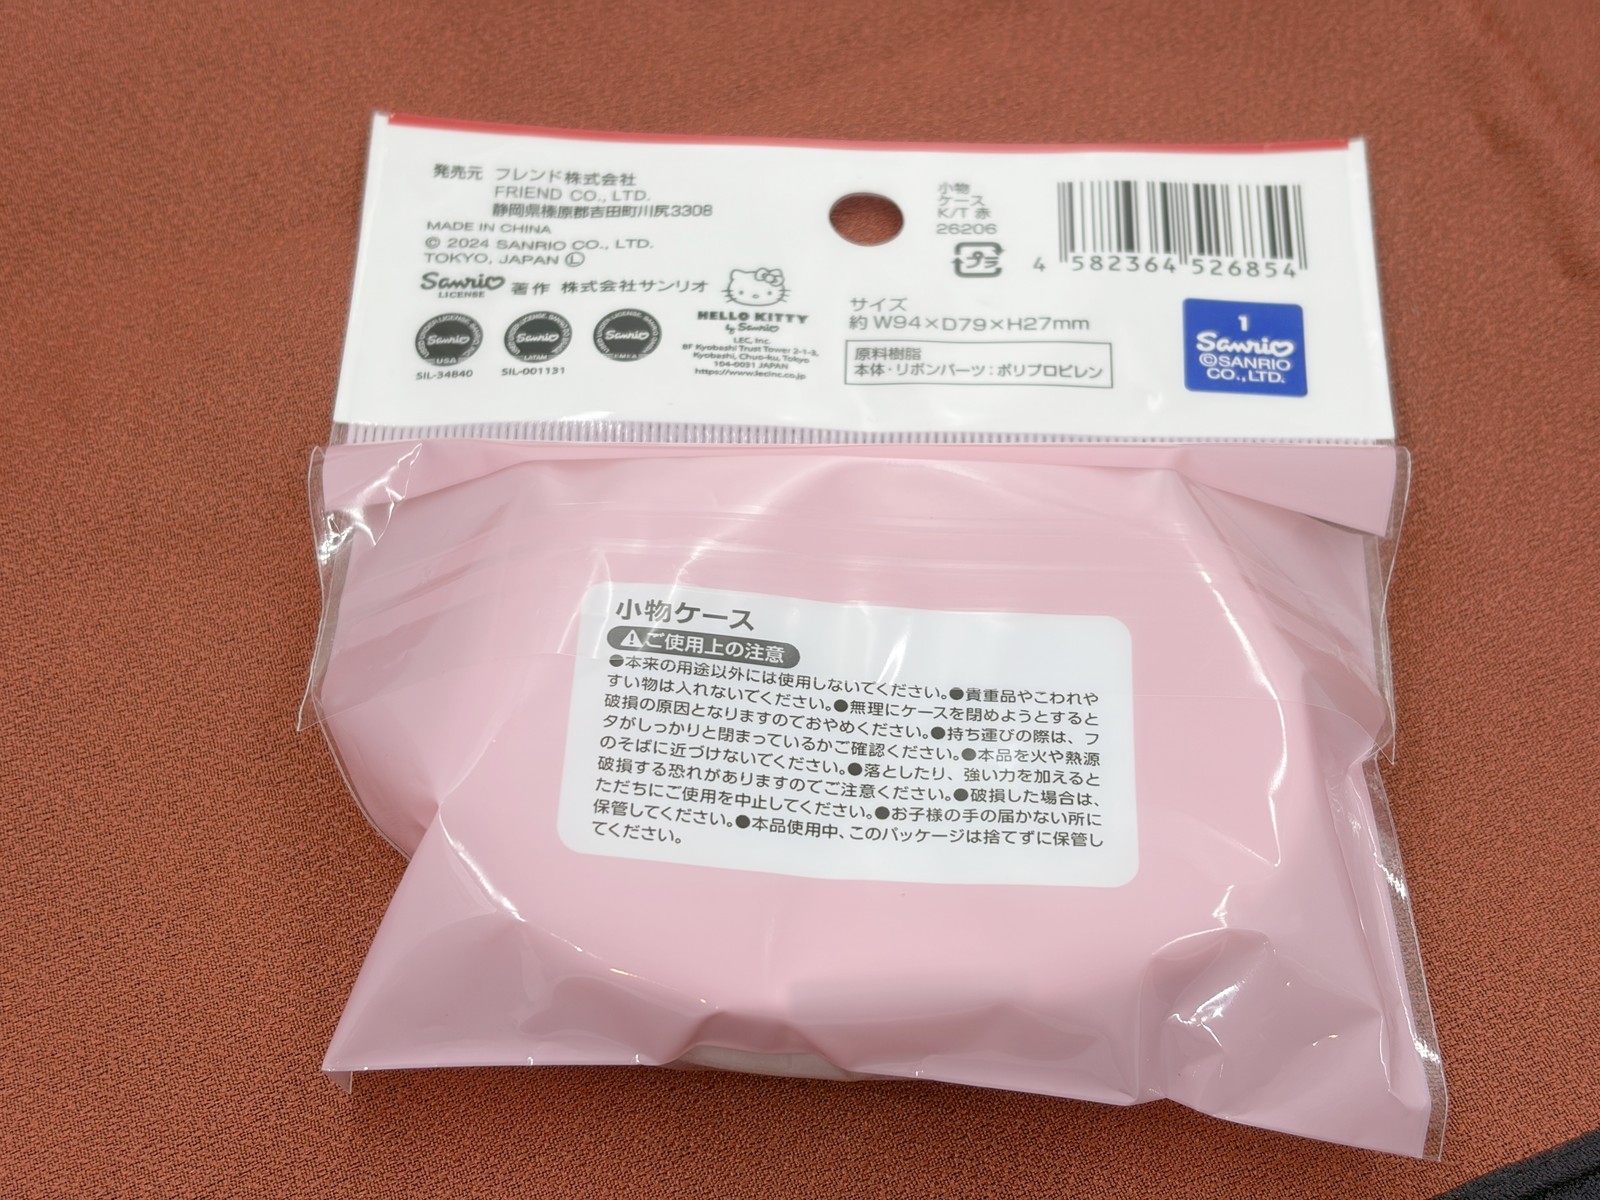 発売元 フレンド株式会社
FRIEND CO., LTD.
静岡県榛原郡吉田町川尻3308
MADE IN CHINA
© 2024 SANRIO CO., LTD.
TOKYO, JAPAN Ⓛ
Sanrio
LICENSE
著作 株式会社サンリオ
Sanrio
USA
SIL-34840
Sanrio
LATAM
SIL-001131
Sanrio
HELLO KITTY
by Sanrio
LEC, Inc.
8F Kyobashi Trust Tower 2-1-3,
Kyobashi, Chuo-ku, Tokyo
104-0031 JAPAN
https://www.lecinc.co.jp
小物
ケース
K/T 赤
26206
プラ
4 582364 526854
サイズ
約 W94×D79×H27mm
原料樹脂
本体・リボンパーツ：ポリプロピレン
1
Sanrio
©SANRIO
CO.,LTD.
小物ケース
ご使用上の注意
●本来の用途以外には使用しないでください。●貴重品やこわれや
すい物は入れないでください。●無理にケースを閉めようとすると
破損の原因となりますのでおやめください。●持ち運びの際は、フ
タがしっかりと閉まっているかご確認ください。●本品を火や熱源
のそばに近づけないでください。●落としたり、強い力を加えると
破損する恐れがありますのでご注意ください。●破損した場合は、
ただちにご使用を中止してください。●お子様の手の届かない所に
保管してください。●本品使用中、このパッケージは捨てずに保管し
てください。